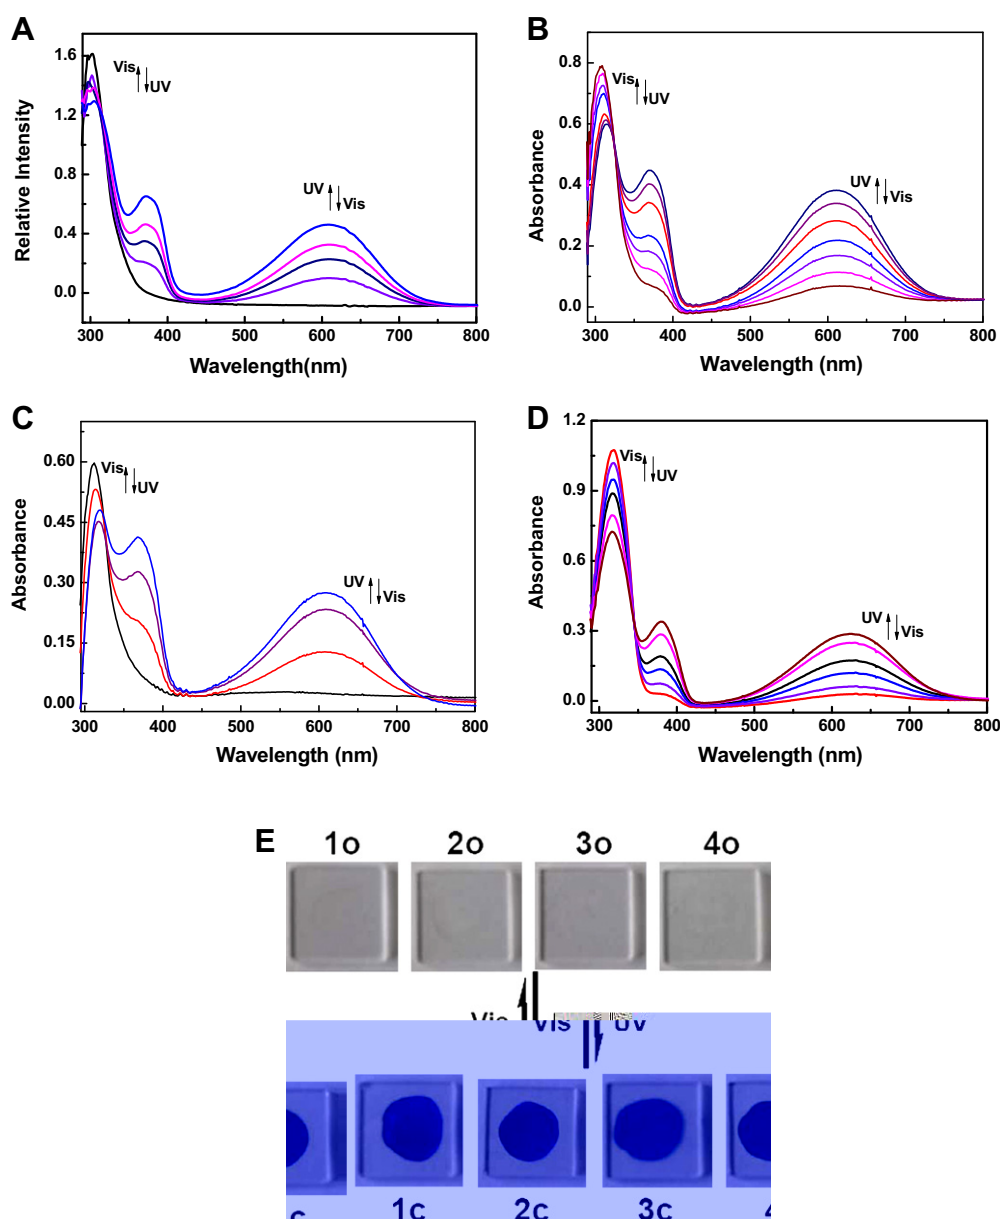 A
1.6
1.2
0.8
0.4
0.0
Relative Intensity
Vis
UV
UV
Vis
300 400 500 600 700 800
Wavelength(nm)
B
0.8
0.6
0.4
0.2
0.0
Absorbance
Vis
UV
UV
Vis
300 400 500 600 700 800
Wavelength (nm)
C
0.60
0.45
0.30
0.15
0.00
Absorbance
Vis
UV
UV
Vis
300 400 500 600 700 800
Wavelength (nm)
D
1.2
0.9
0.6
0.3
0.0
Absorbance
Vis
UV
UV
Vis
300 400 500 600 700 800
Wavelength (nm)
E
1o 2o 3o 4o
Vis Vis UV
c 1c 2c 3c 4